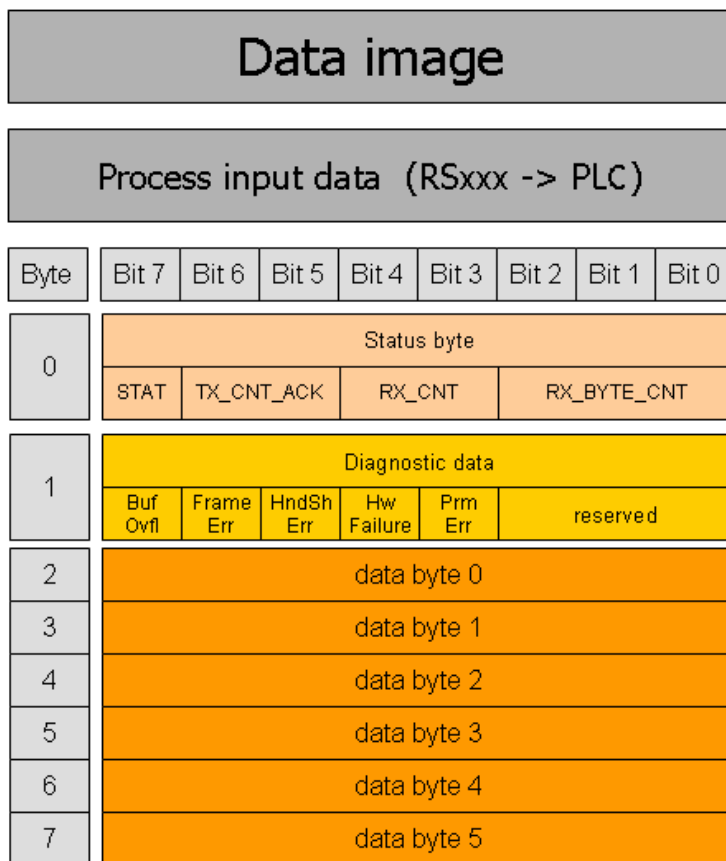 Data image
Process input data (RSxxx -> PLC)
Byte Bit 7 Bit 6 Bit 5 Bit 4 Bit 3 Bit 2 Bit 1 Bit 0
0
Status byte
STAT TX_CNT_ACK RX_CNT RX_BYTE_CNT
1
Diagnostic data
Buf Frame HndSh Hw Prm
Ovfl Err Err Failure Err
reserved
2 data byte 0
3 data byte 1
4 data byte 2
5 data byte 3
6 data byte 4
7 data byte 5